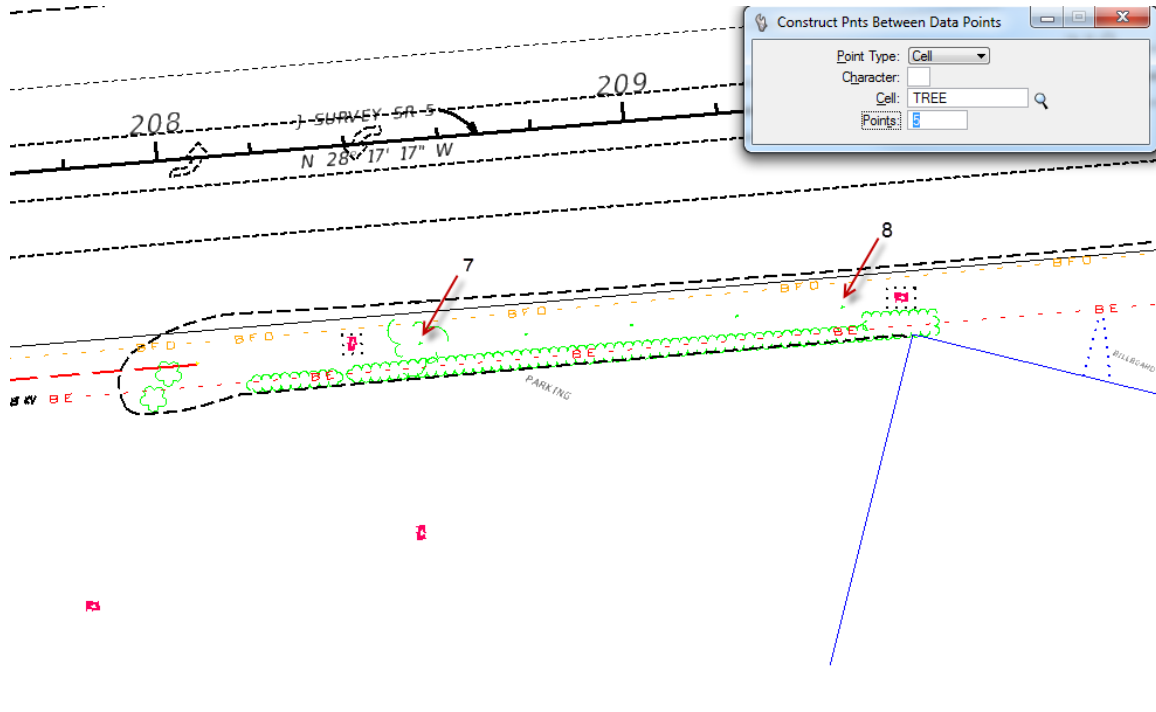 Construct Pnts Between Data Points
Point Type: Cell
Character:
Cell: TREE
Points: 5
209
208
J SURVEY SR 5
N 28° 17' 17" W
8
7
BFO
BFO
BFO
BFO
BFO
BE
BE
BE
BE
BE
BILLBOARD
PARKING